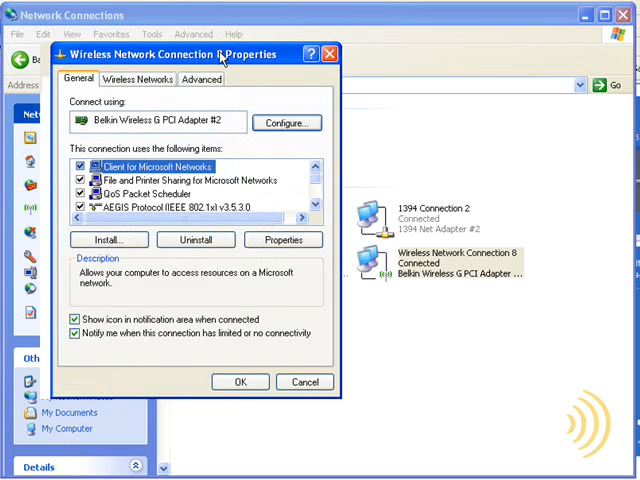 Network Connections
File Edit View Favorites Tools Advanced Help
Address
Go
Wireless Network Connection 8 Properties
General Wireless Networks Advanced
Connect using:
Belkin Wireless G PCI Adapter #2
Configure...
This connection uses the following items:
Client for Microsoft Networks
File and Printer Sharing for Microsoft Networks
QoS Packet Scheduler
AEGIS Protocol (IEEE 802.1x) v3.5.3.0
Install... Uninstall Properties
Description
Allows your computer to access resources on a Microsoft
network.
Show icon in notification area when connected
Notify me when this connection has limited or no connectivity
OK Cancel
1394 Connection 2
Connected
1394 Net Adapter #2
Wireless Network Connection 8
Connected
Belkin Wireless G PCI Adapter ...
My Documents
My Computer
Details